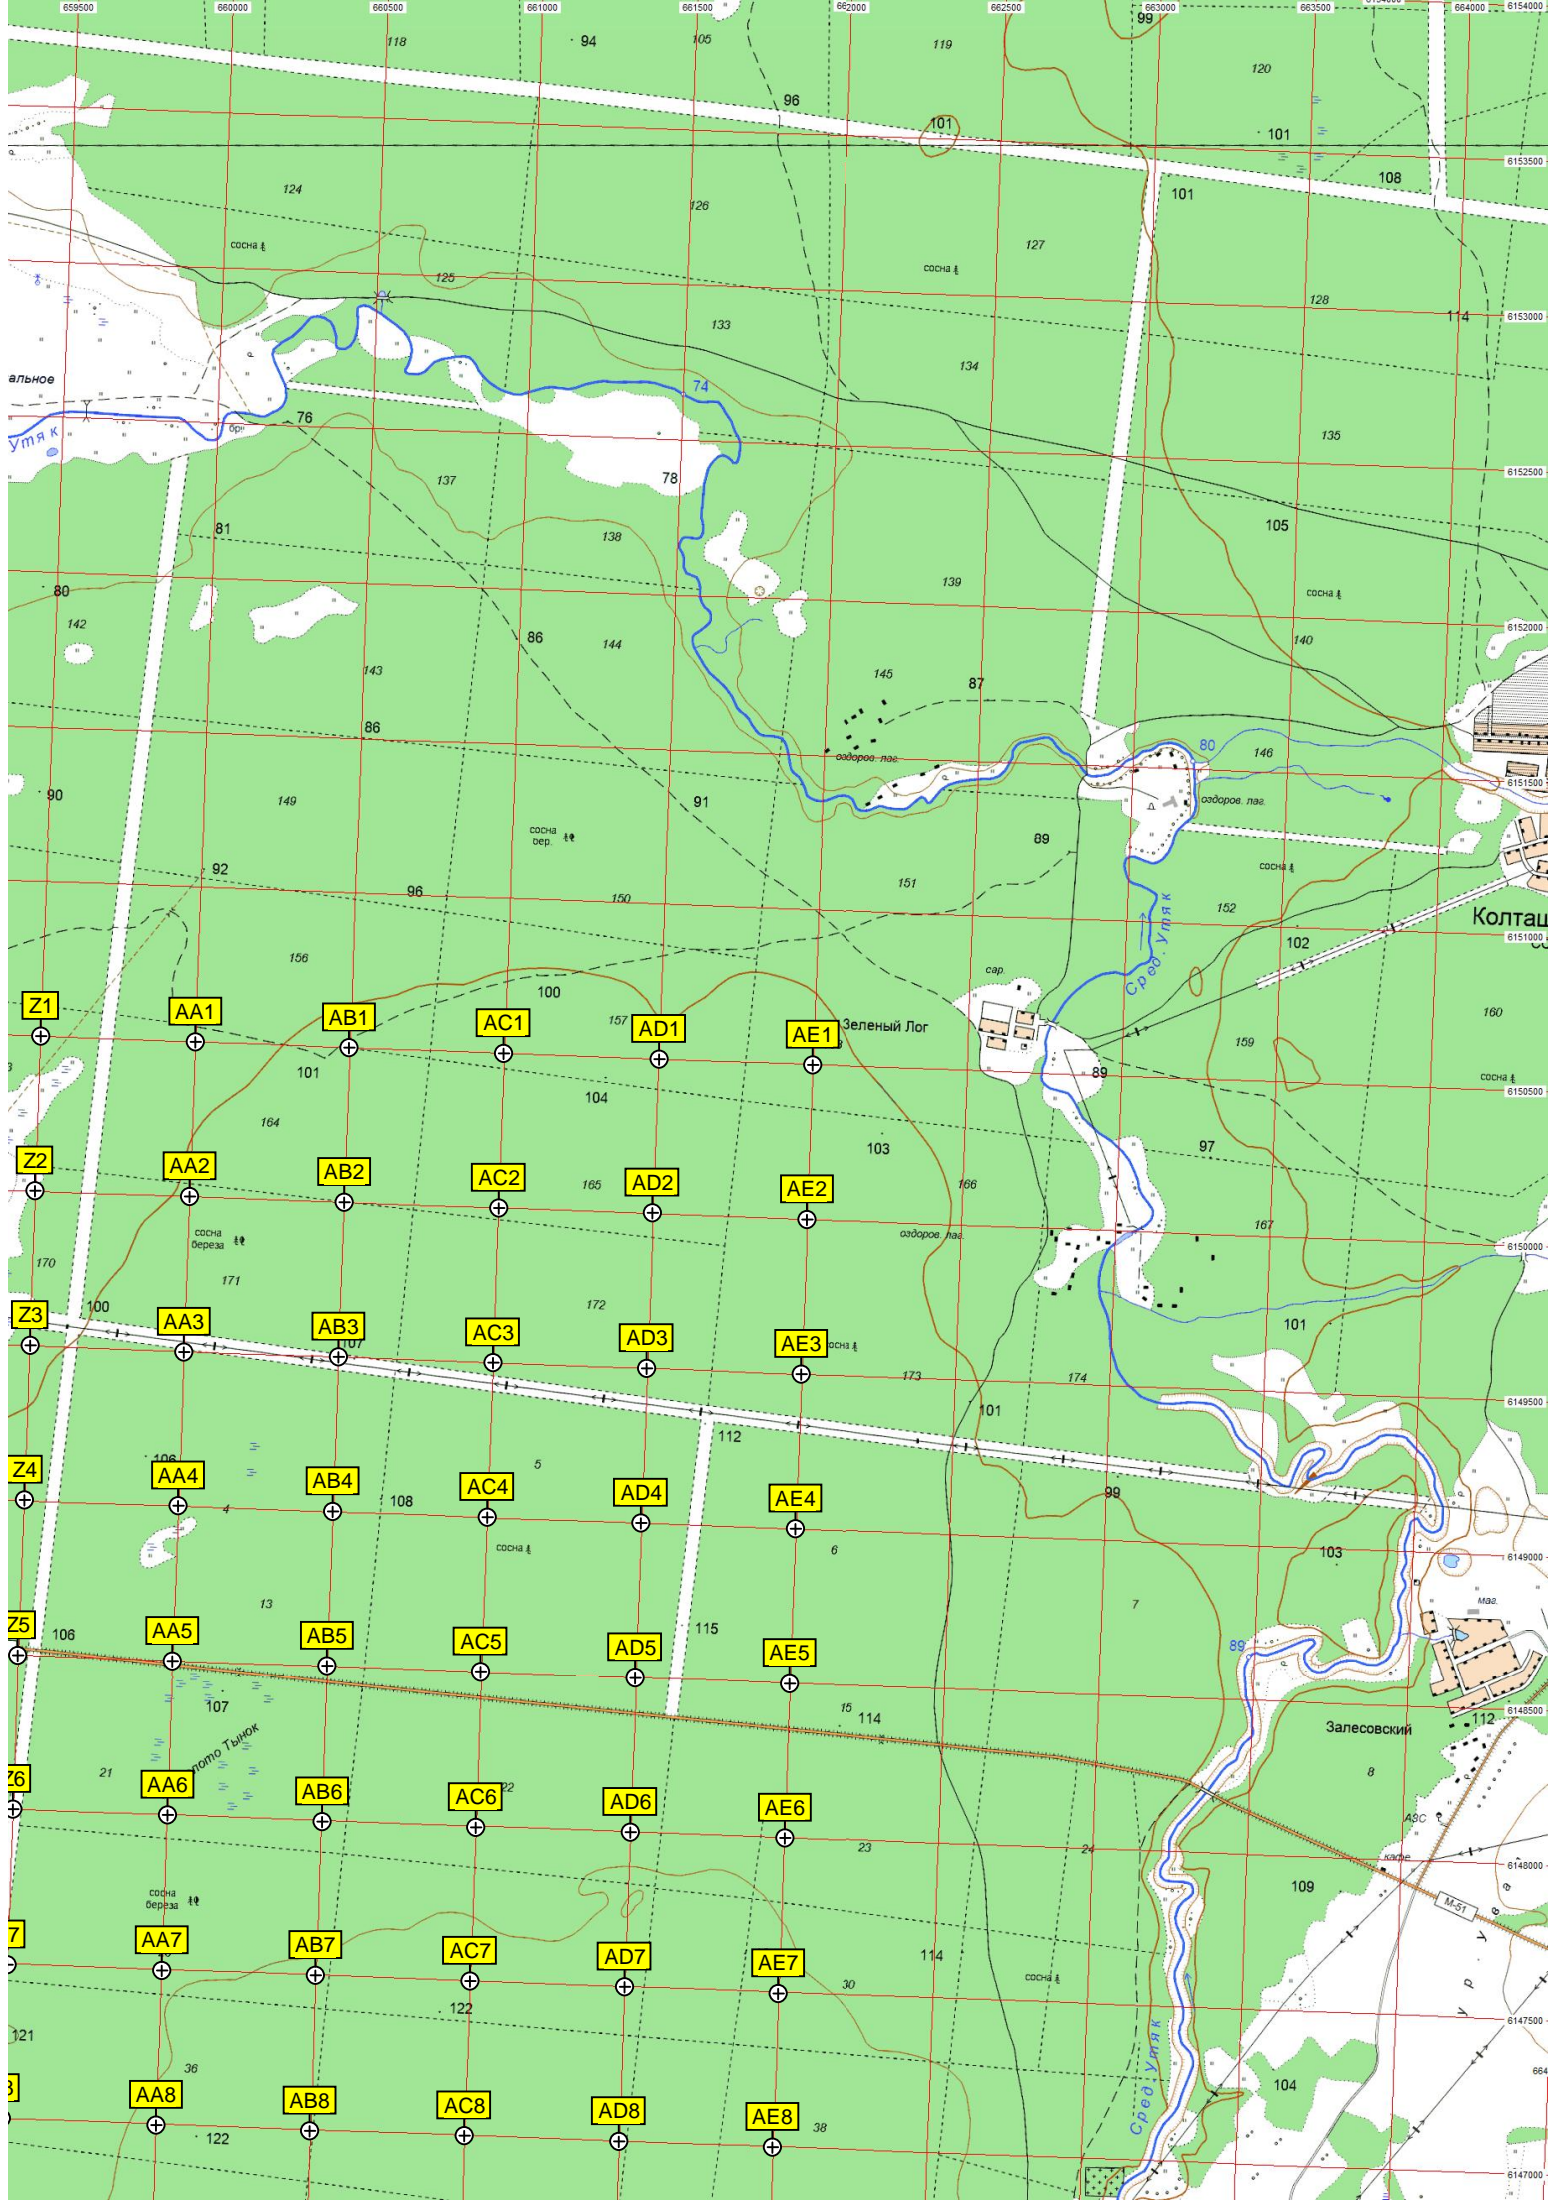 659500 660000 660500 661000 661500 662000 662500 663000 663500 664000 6154000
118 94 105 119 99
120
96
101 101
6153500
108
124 101
126
сосна 127
сосна
125
128
114 6153000
133
134
альное
74
76
бр.
135
Утяк
78
6152500
137
81
105
138
139
80
сосна
142
86
144
140
6152000
143
145
87
86
80
146
оздоров. лаг.
6151500
90
149
91
оздоров. лаг.
сосна
бер.
89
92
сосна
96
150
151
152
Колташ
102
6151000
156
Сред. Утяк
сар.
100
Z1
AA1
AB1
AC1
157
AD1
AE1
Зеленый Лог
160
159
101
89
сосна
104
6150500
164
103
97
Z2
AA2
AB2
AC2
165
AD2
AE2
166
167
сосна
береза
оздоров. лаг.
6150000
170
171
172
100
Z3
AA3
AB3
107
AC3
AD3
AE3
сосна
101
173
174
6149500
101
112
106
Z4
AA4
AB4
AC4
AD4
AE4
5
99
4
108
сосна
6
103
6149000
13
7
маг.
Z5
106
AA5
AB5
AC5
AD5
115
AE5
89
107
15
114
6148500
112
Залесовский
21
8
Z6
AA6
AB6
AC6
22
AD6
AE6
23
24
АЗС
кафе
6148000
сосна
береза
109
М-51
7
AA7
AB7
AC7
AD7
AE7
114
30
сосна
122
6147500
121
Сред. Утяк
36
664
104
AA8
AB8
AC8
AD8
AE8
38
122
6147000